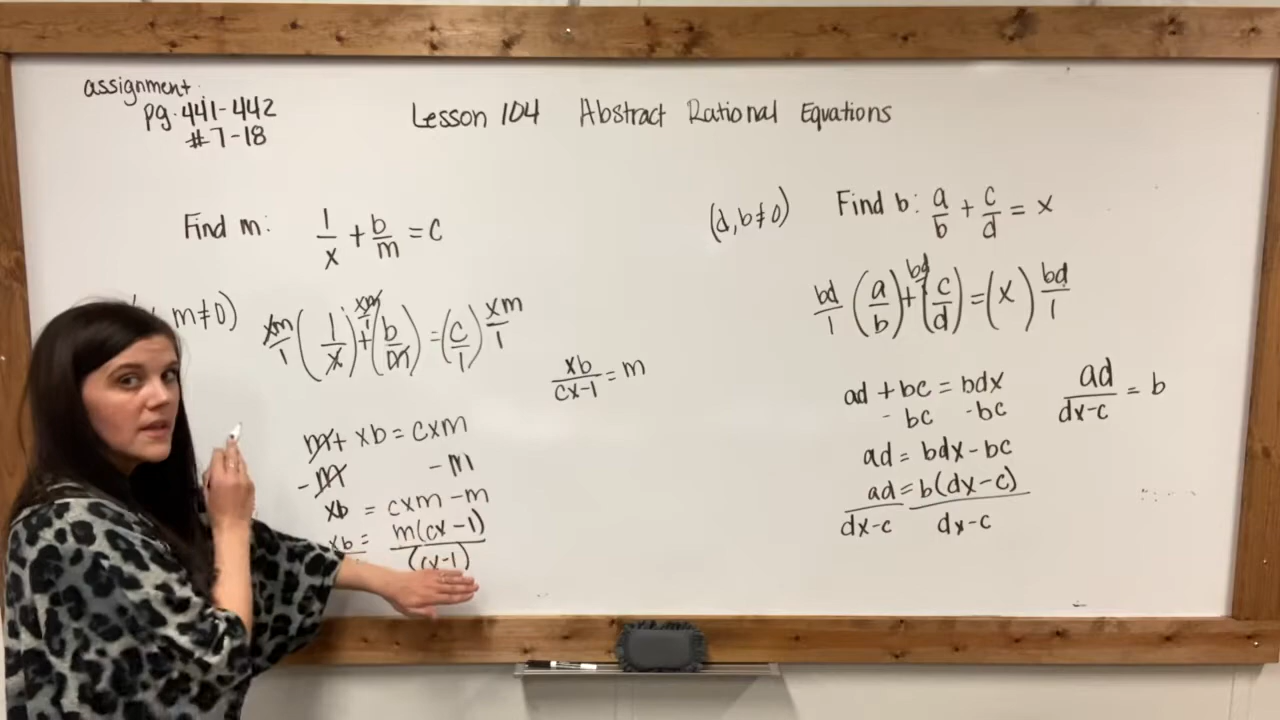 assignment
pg. 441-442
#7-18
Lesson 104 Abstract Rational Equations
Find m: 1/x + b/m = c
m≠0)
xm/1 (1/x) + xm/1 (b/m) = (c/1) xm/1
m + xb = cxm
-m -m
xb = cxm - m
xb = m(cx-1)
(cx-1)
xb/(cx-1) = m
(d, b≠0) Find b: a/b + c/d = x
bd/1 (a/b) + bd/1 (c/d) = (x) bd/1
ad + bc = bdx
- bc -bc
ad = bdx - bc
ad = b(dx-c)
dx-c dx-c
ad/(dx-c) = b